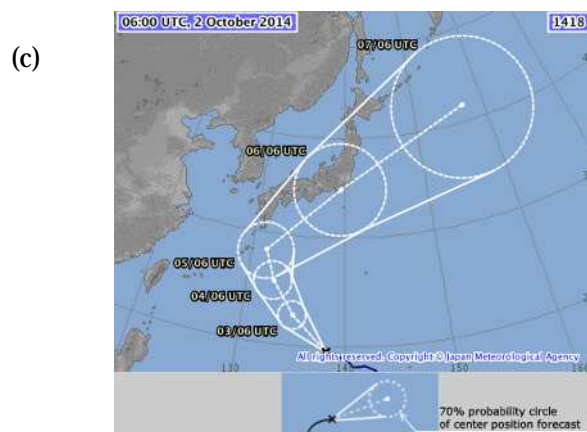 (c)
06:00 UTC, 2 October 2014
1418
07/06 UTC
06/06 UTC
05/06 UTC
04/06 UTC
03/06 UTC
All rights reserved. Copyright © Japan Meteorological Agency
130
140
150
160
70% probability circle
of center position forecast